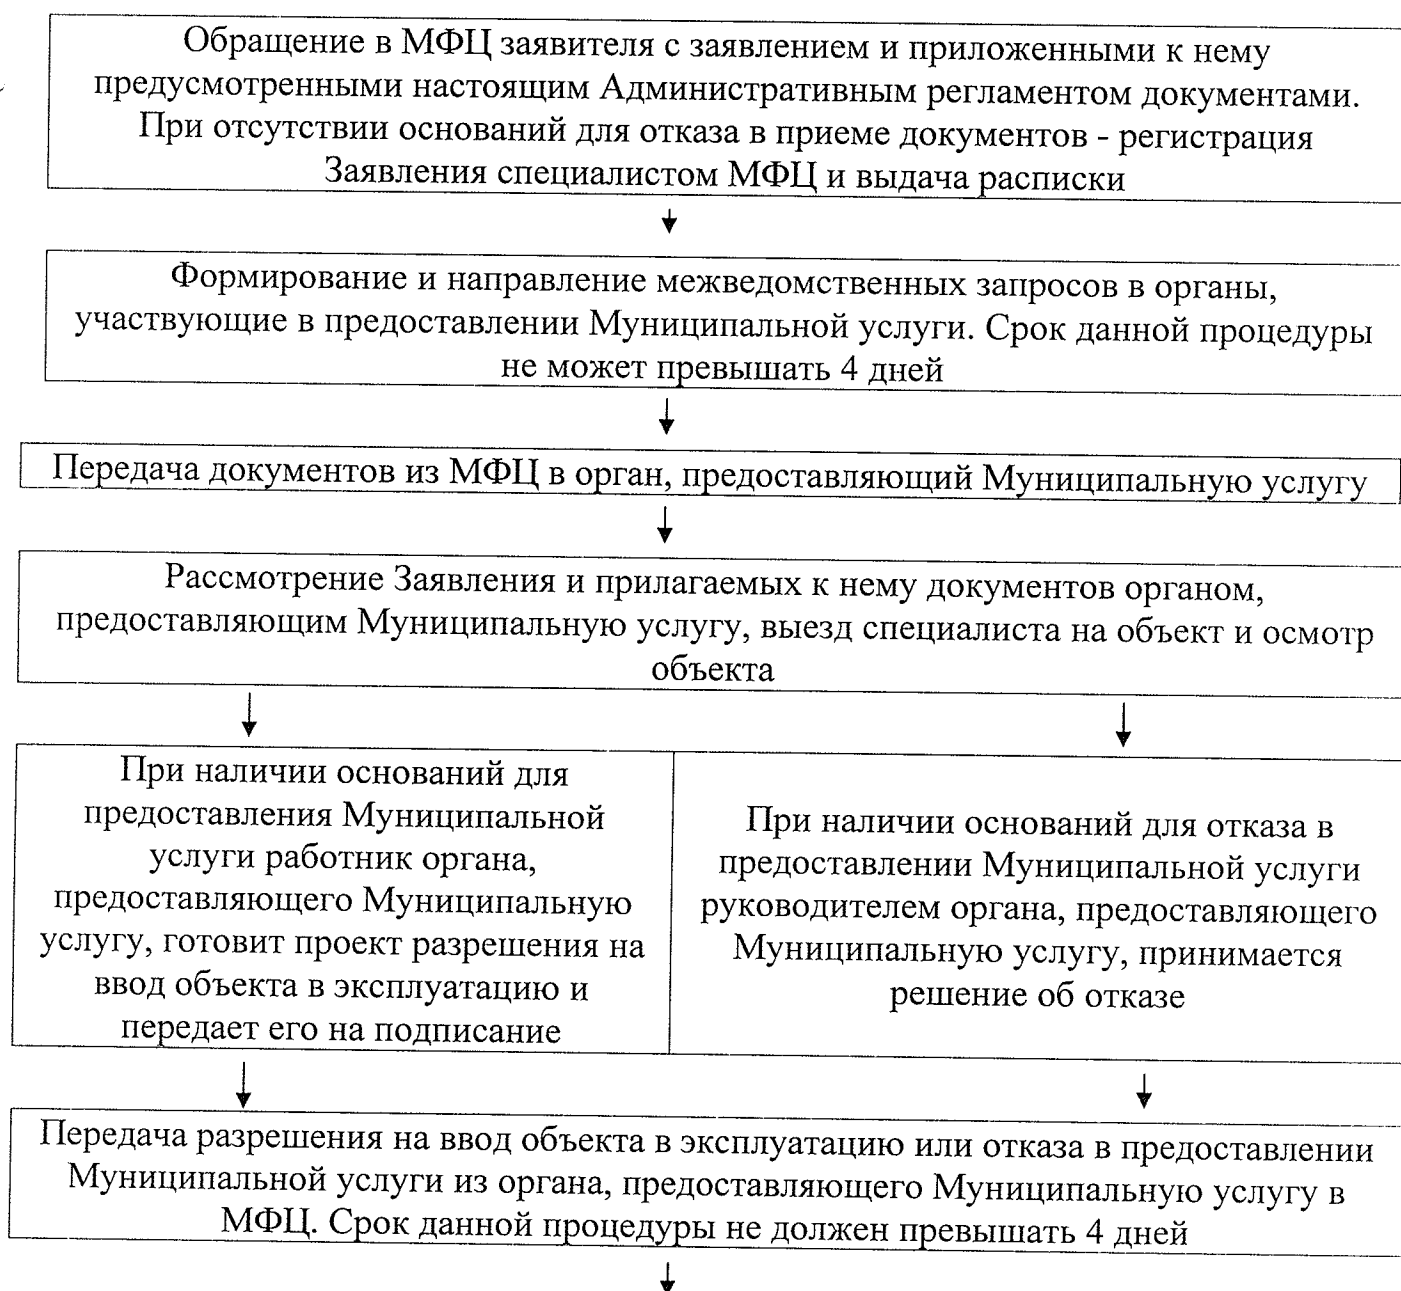 Обращение в МФЦ заявителя с заявлением и приложенными к нему
предусмотренными настоящим Административным регламентом документами.
При отсутствии оснований для отказа в приеме документов - регистрация
Заявления специалистом МФЦ и выдача расписки
Формирование и направление межведомственных запросов в органы,
участвующие в предоставлении Муниципальной услуги. Срок данной процедуры
не может превышать 4 дней
Передача документов из МФЦ в орган, предоставляющий Муниципальную услугу
Рассмотрение Заявления и прилагаемых к нему документов органом,
предоставляющим Муниципальную услугу, выезд специалиста на объект и осмотр
объекта
При наличии оснований для
предоставления Муниципальной
услуги работник органа,
предоставляющего Муниципальную
услугу, готовит проект разрешения на
ввод объекта в эксплуатацию и
передает его на подписание
При наличии оснований для отказа в
предоставлении Муниципальной услуги
руководителем органа, предоставляющего
Муниципальную услугу, принимается
решение об отказе
Передача разрешения на ввод объекта в эксплуатацию или отказа в предоставлении
Муниципальной услуги из органа, предоставляющего Муниципальную услугу в
МФЦ. Срок данной процедуры не должен превышать 4 дней